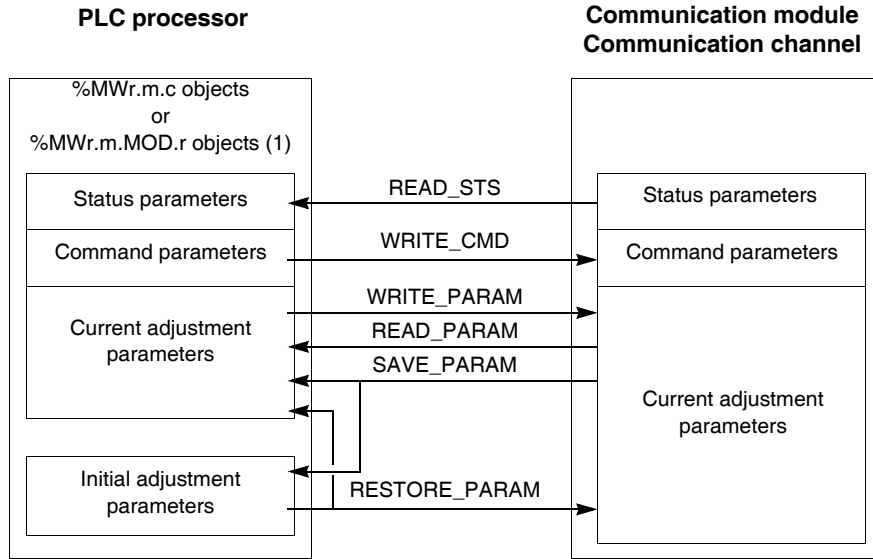 PLC processor
Communication module
Communication channel
%MWr.m.c objects
or
%MWr.m.MOD.r objects (1)
Status parameters
READ_STS
Status parameters
Command parameters
WRITE_CMD
Command parameters
WRITE_PARAM
Current adjustment
parameters
READ_PARAM
SAVE_PARAM
Current adjustment
parameters
Initial adjustment
parameters
RESTORE_PARAM